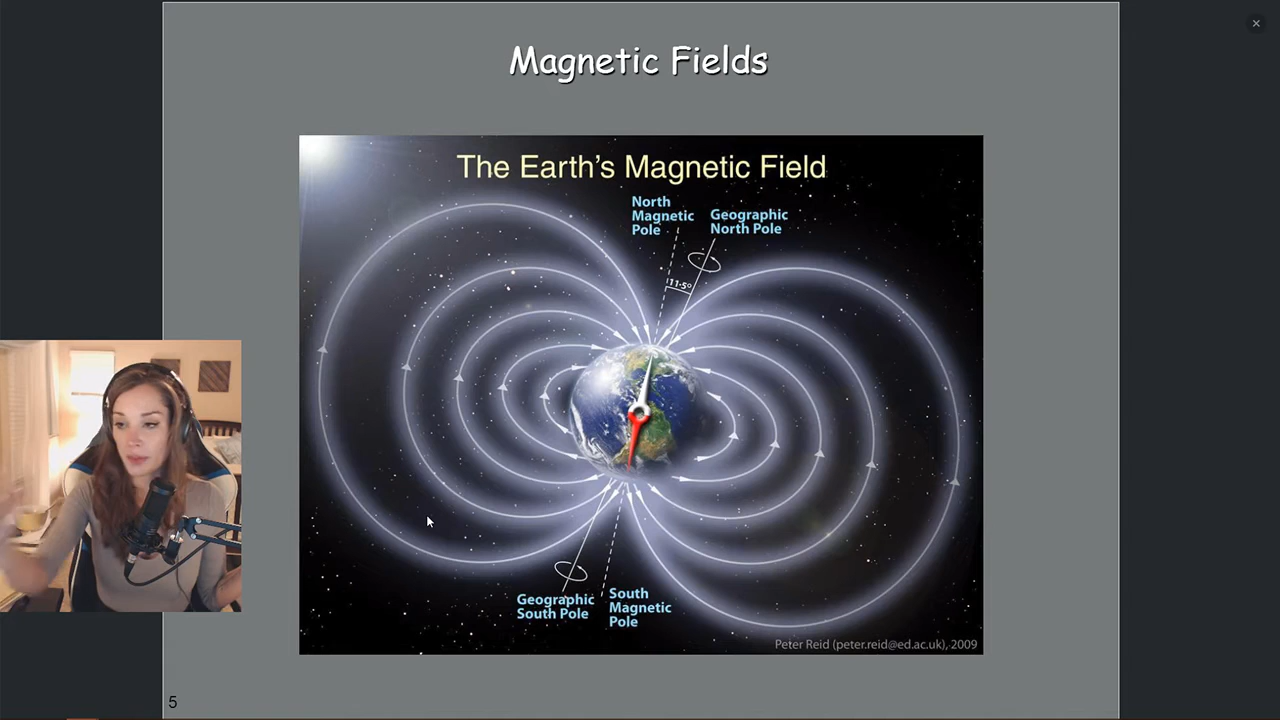 Magnetic Fields
The Earth's Magnetic Field
North
Magnetic
Pole
Geographic
North Pole
11·5º
Geographic
South Pole
South
Magnetic
Pole
Peter Reid (peter.reid@ed.ac.uk), 2009
5